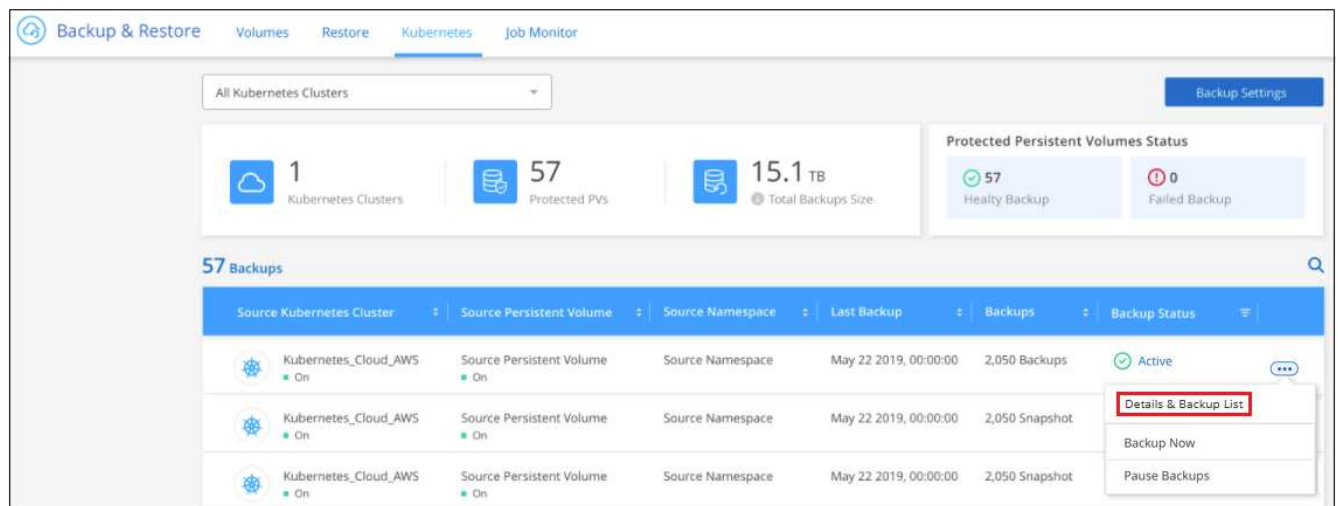 Backup & Restore Volumes Restore Kubernetes Job Monitor
All Kubernetes Clusters
Backup Settings
1
Kubernetes Clusters
57
Protected PVs
15.1 TB
Total Backups Size
Protected Persistent Volumes Status
57
Healty Backup
0
Failed Backup
57 Backups
Source Kubernetes Cluster Source Persistent Volume Source Namespace Last Backup Backups Backup Status
Kubernetes_Cloud_AWS Source Persistent Volume Source Namespace May 22 2019, 00:00:00 2,050 Backups Active
On On
Details & Backup List
Kubernetes_Cloud_AWS Source Persistent Volume Source Namespace May 22 2019, 00:00:00 2,050 Snapshot
On On
Backup Now
Kubernetes_Cloud_AWS Source Persistent Volume Source Namespace May 22 2019, 00:00:00 2,050 Snapshot
On On
Pause Backups